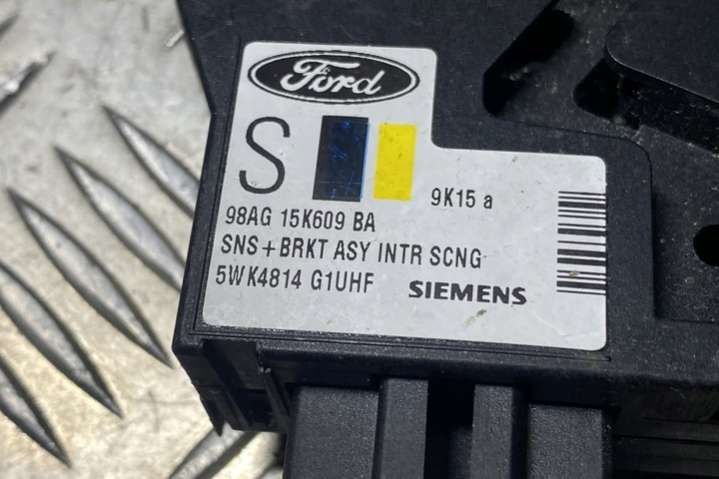 Ford
S
9K15 a
98AG 15K609 BA
SNS+BRKT ASY INTR SCNG
5WK4814 G1UHF SIEMENS